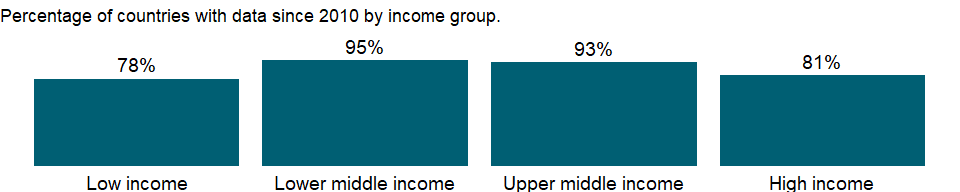 Percentage of countries with data since 2010 by income group.
78%
95%
93%
81%
Low income
Lower middle income
Upper middle income
High income